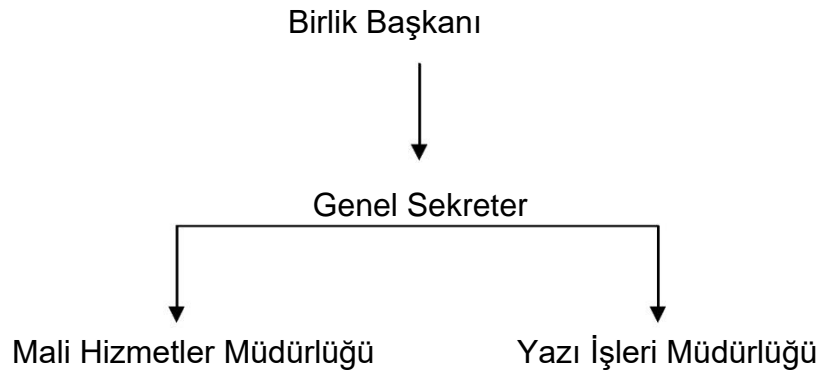 Birlik Başkanı
Genel Sekreter
Mali Hizmetler Müdürlüğü
Yazı İşleri Müdürlüğü